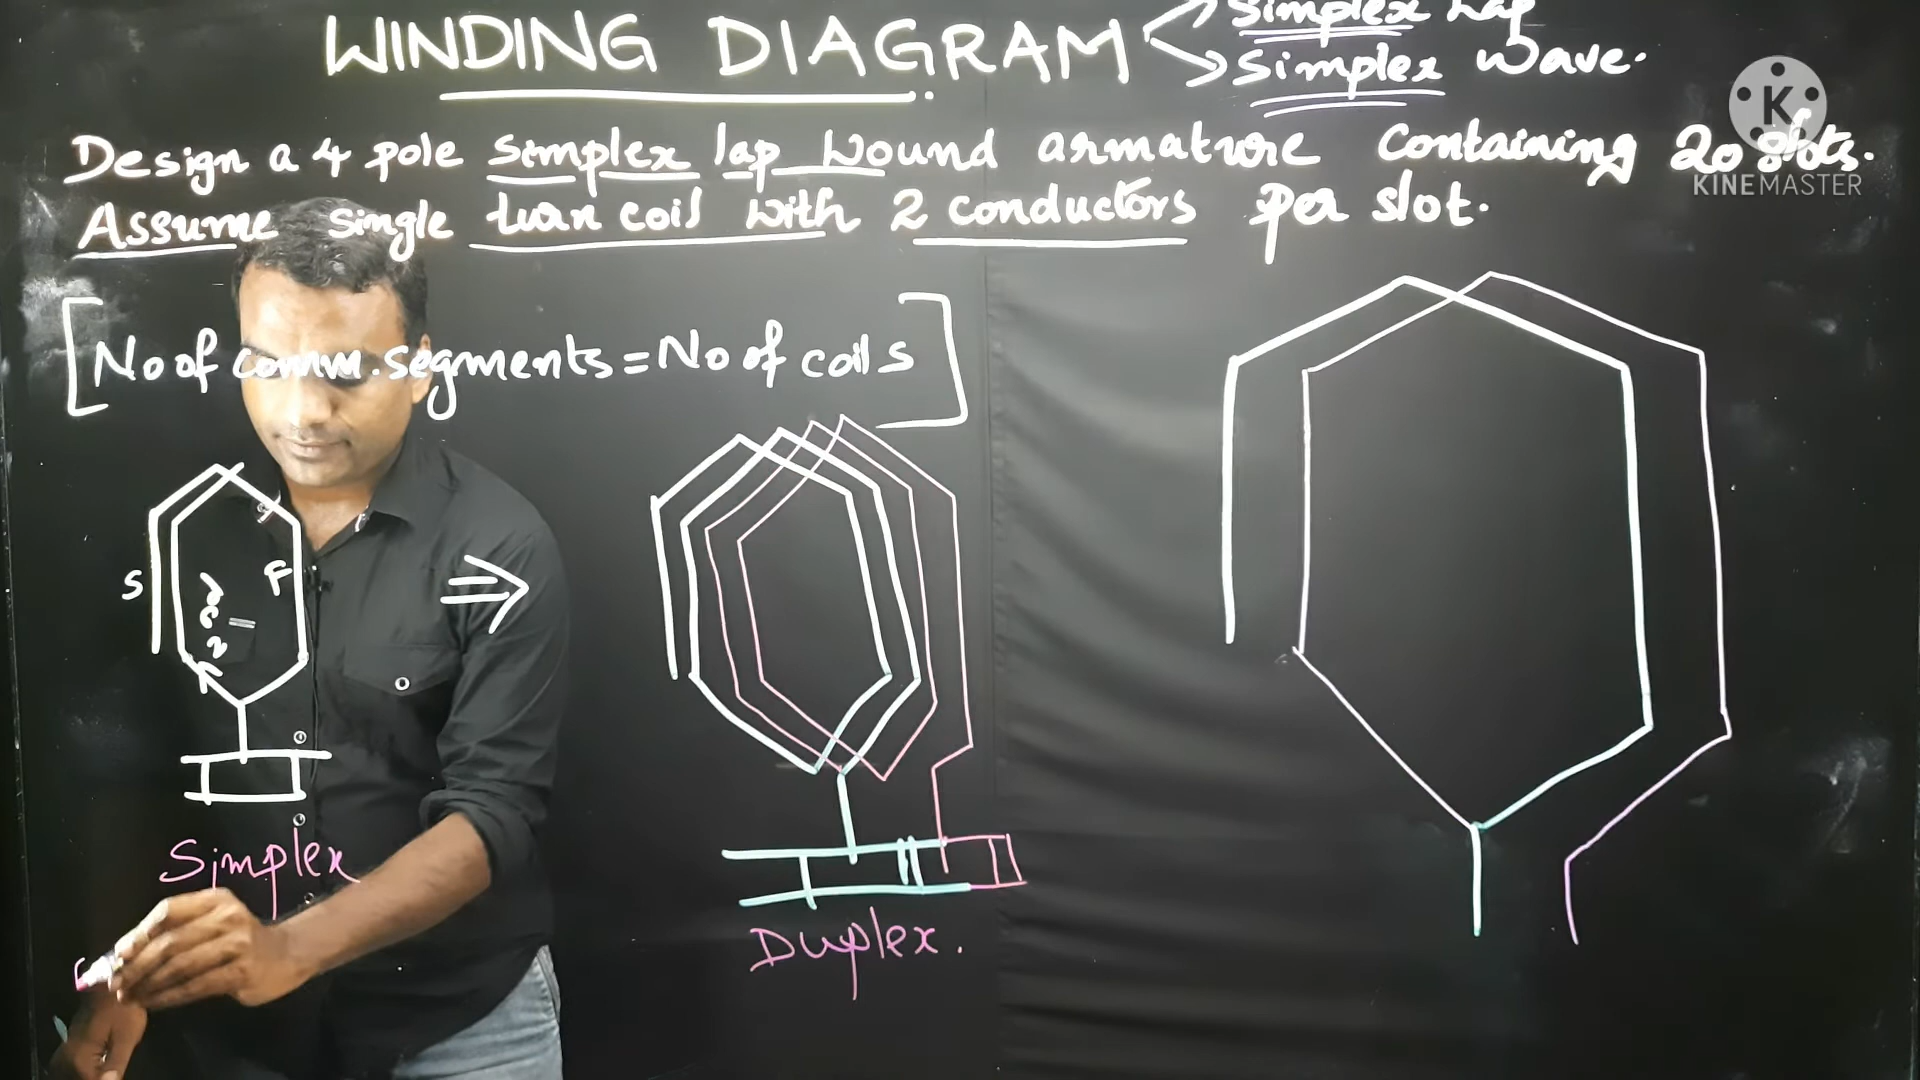 Simplex Lap
WINDING DIAGRAM
Simplex Wave.
K
KINEMASTER
Design a 4 pole simplex lap wound armature containing 20 slots.
Assume single turn coil with 2 conductors per slot.
[No of comm. segments = No of coils]
S
F
⇒
Simplex
Duplex.